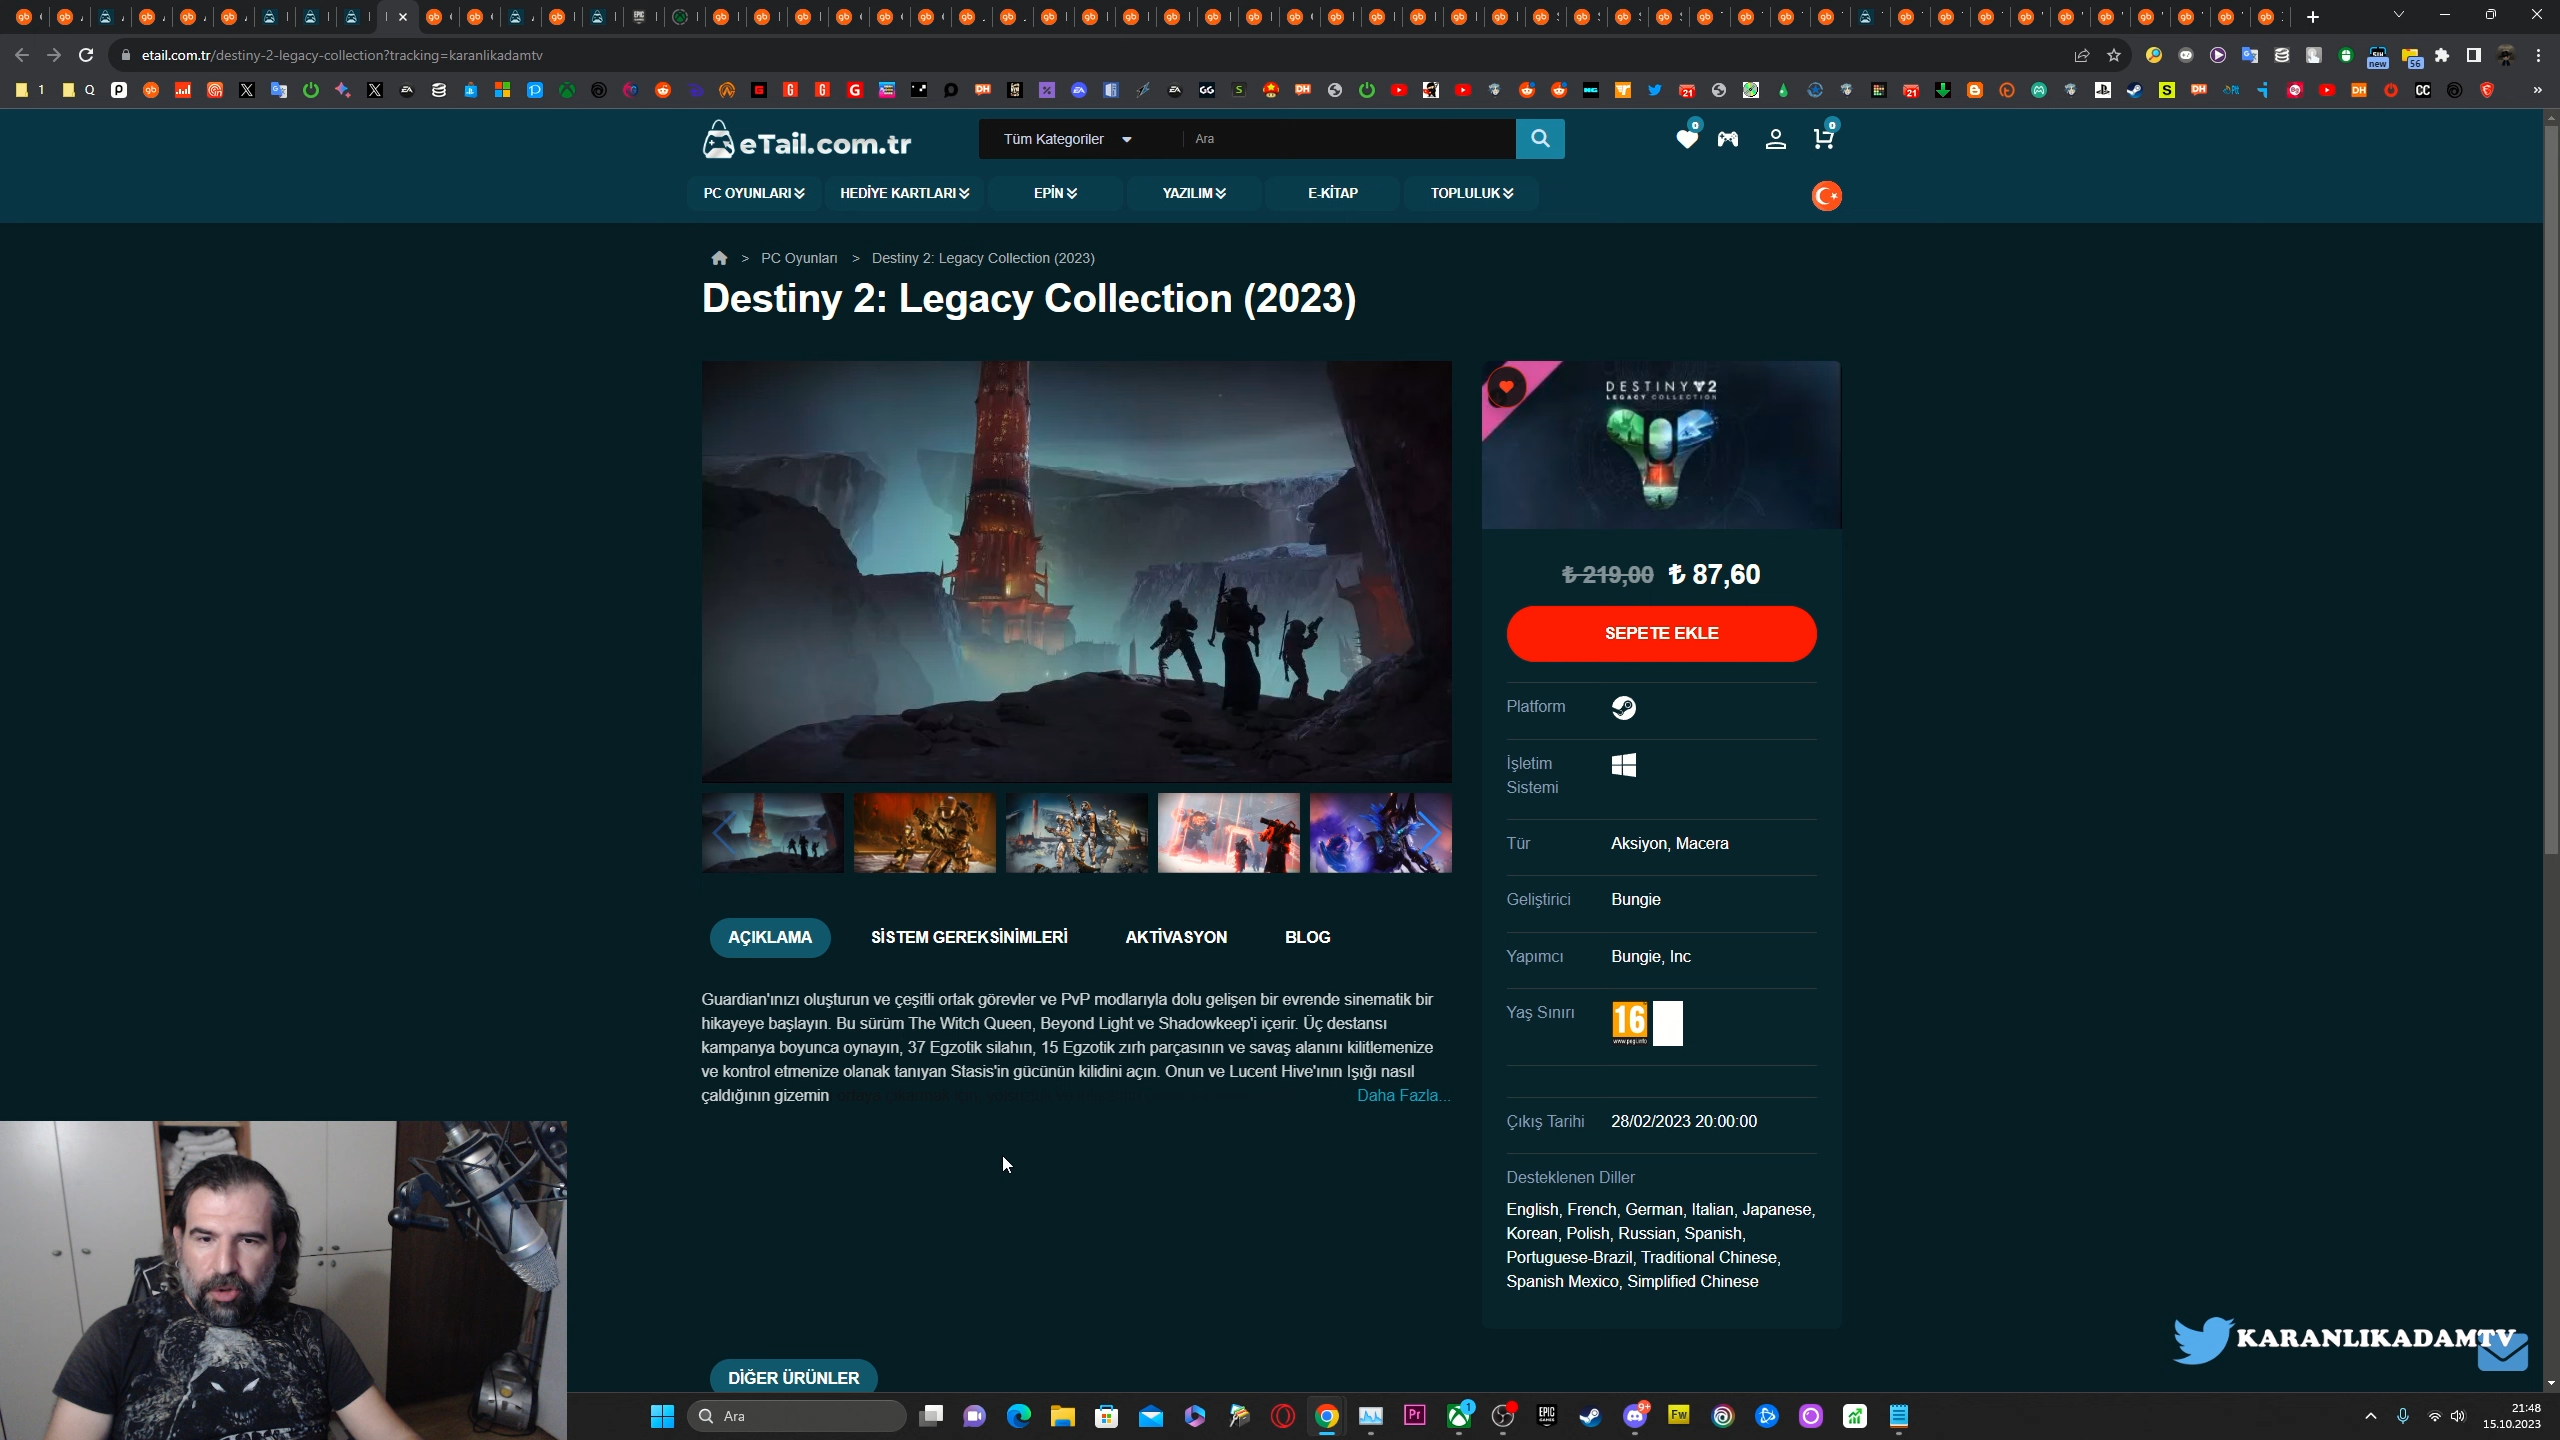 etail.com.tr/destiny-2-legacy-collection?tracking=karanlikadamtv
eTail.com.tr
Tüm Kategoriler
Ara
0
0
PC OYUNLARI
HEDİYE KARTLARI
EPİN
YAZILIM
E-KİTAP
TOPLULUK
> PC Oyunları > Destiny 2: Legacy Collection (2023)
Destiny 2: Legacy Collection (2023)
DESTINY 2
LEGACY COLLECTION
₺ 219,00 ₺ 87,60
SEPETE EKLE
Platform
İşletim
Sistemi
Tür Aksiyon, Macera
Geliştirici Bungie
Yapımcı Bungie, Inc
Yaş Sınırı 16
www.pegi.info
Çıkış Tarihi 28/02/2023 20:00:00
Desteklenen Diller
English, French, German, Italian, Japanese,
Korean, Polish, Russian, Spanish,
Portuguese-Brazil, Traditional Chinese,
Spanish Mexico, Simplified Chinese
AÇIKLAMA
SİSTEM GEREKSİNİMLERİ
AKTİVASYON
BLOG
Guardian'ınızı oluşturun ve çeşitli ortak görevler ve PvP modlarıyla dolu gelişen bir evrende sinematik bir
hikayeye başlayın. Bu sürüm The Witch Queen, Beyond Light ve Shadowkeep'i içerir. Üç destansı
kampanya boyunca oynayın, 37 Egzotik silahın, 15 Egzotik zırh parçasının ve savaş alanını kilitlemenize
ve kontrol etmenize olanak tanıyan Stasis'in gücünün kilidini açın. Onun ve Lucent Hive'ının Işığı nasıl
çaldığının gizemin
Daha Fazla...
DİĞER ÜRÜNLER
KARANLIKADAMTV
Ara
21:48
15.10.2023